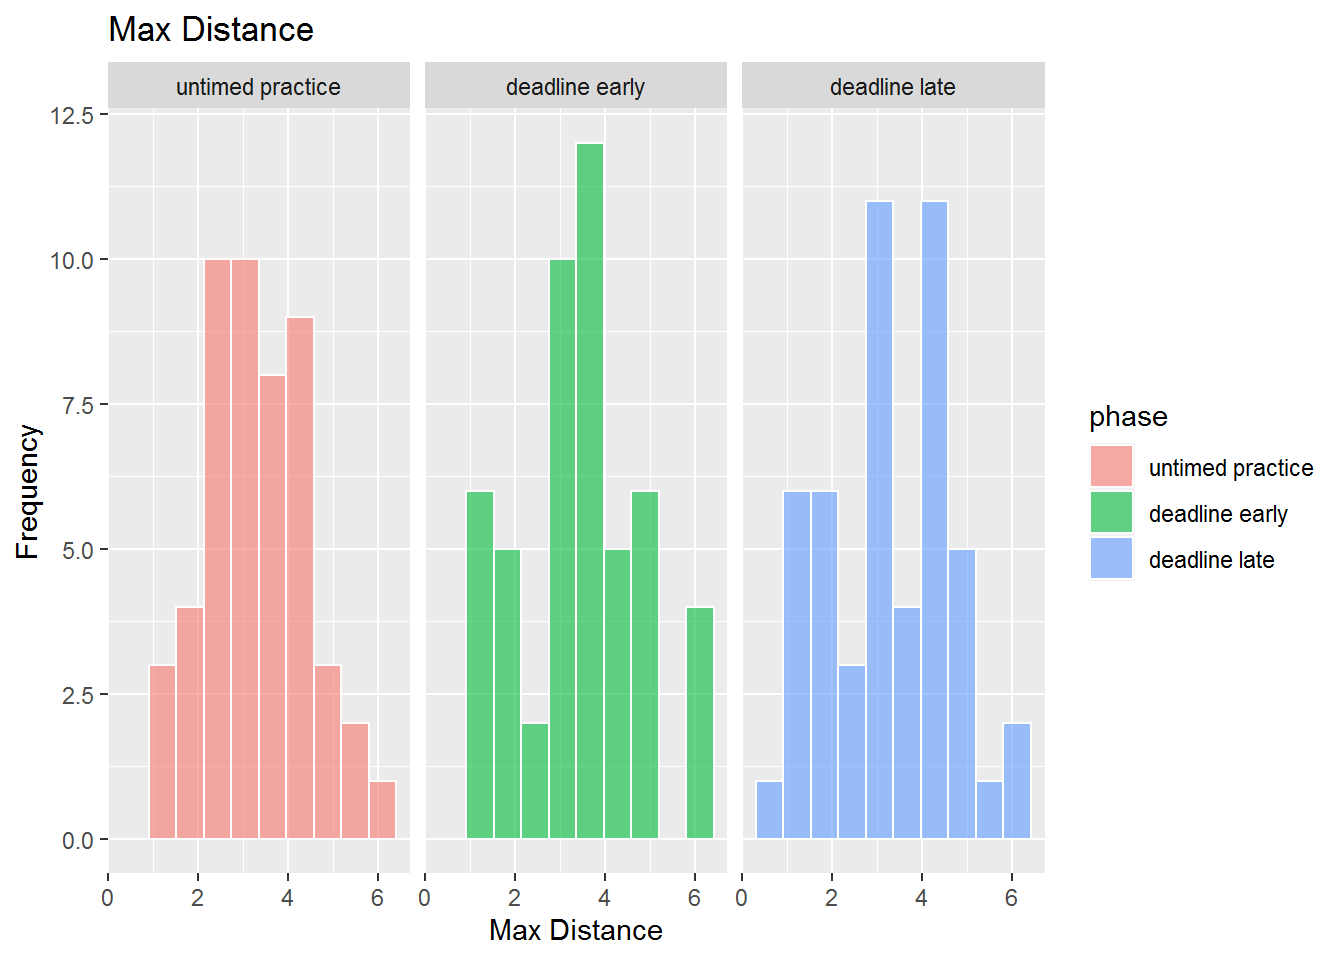 Max Distance
untimed practice
deadline early
deadline late
12.5
10.0
7.5
5.0
2.5
0.0
Frequency
0 2 4 6
0 2 4 6
0 2 4 6
Max Distance
phase
untimed practice
deadline early
deadline late